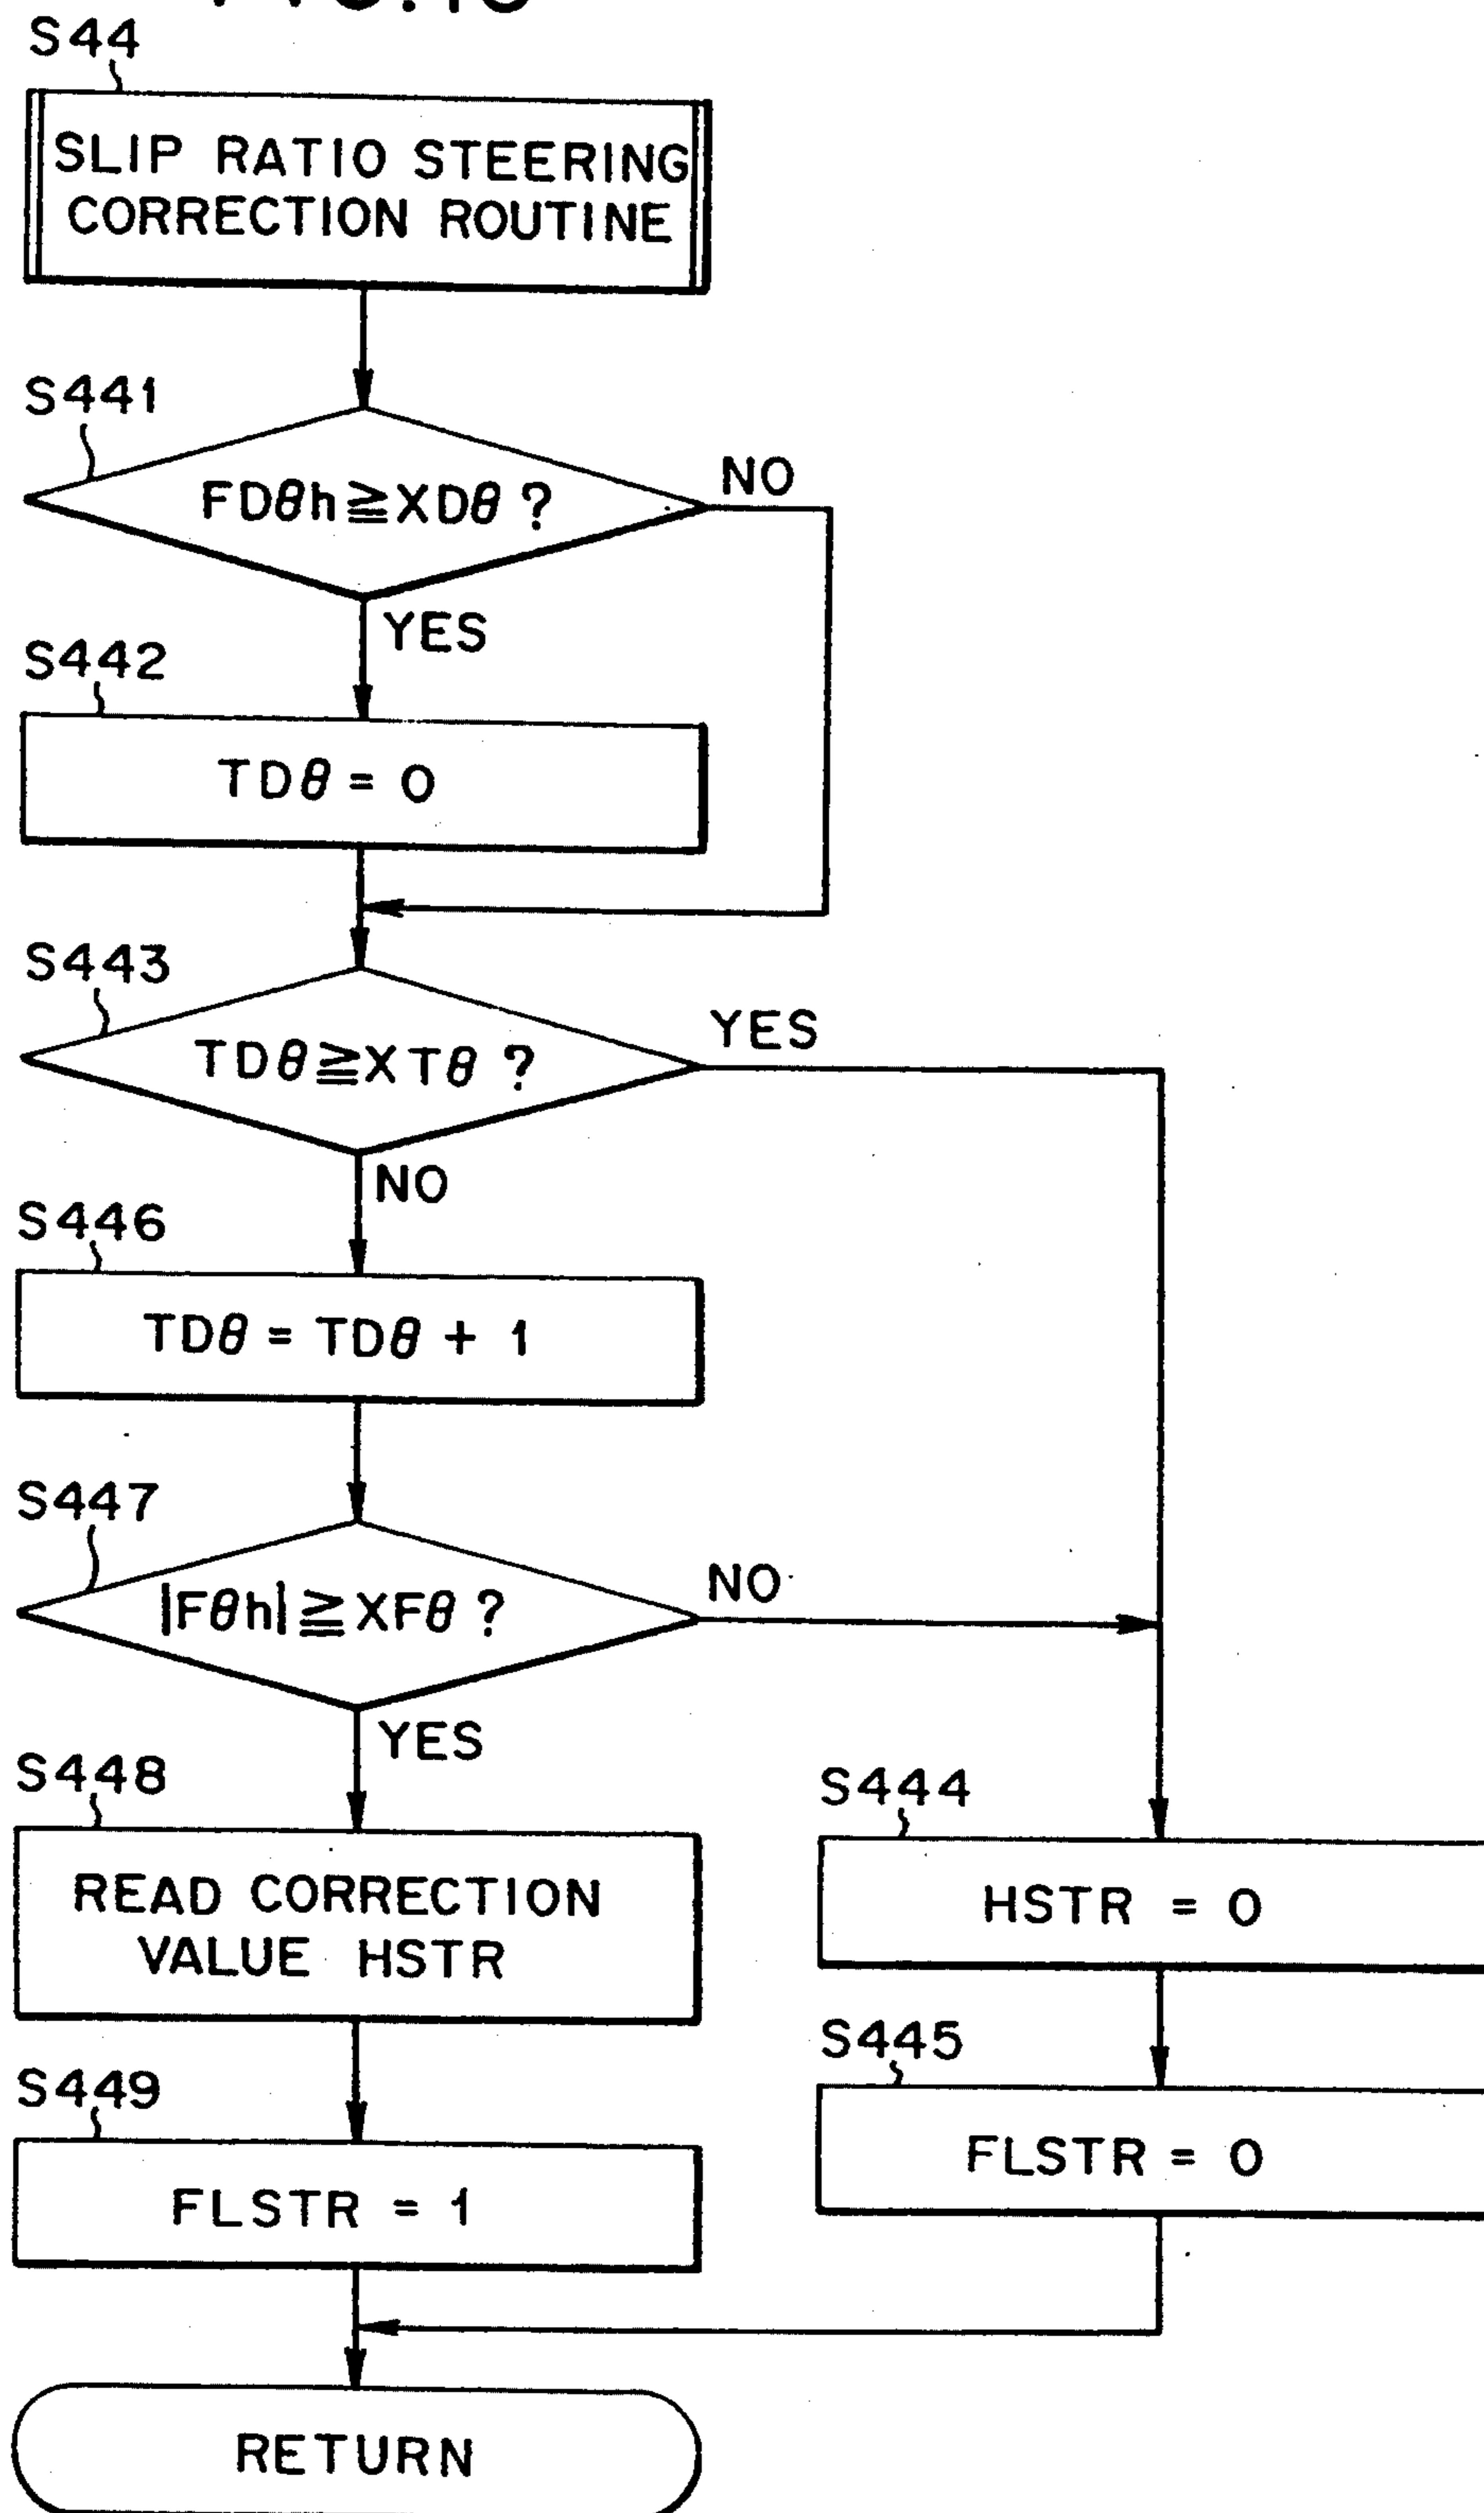 S44
SLIP RATIO STEERING
CORRECTION ROUTINE
S441
FDθh≧XDθ ?
NO
YES
S442
TDθ = 0
S443
TDθ≧XTθ ?
YES
NO
S446
TDθ = TDθ + 1
S447
|Fθh|≧XFθ ?
NO
YES
S448
READ CORRECTION
VALUE HSTR
S444
HSTR = 0
S449
FLSTR = 1
S445
FLSTR = 0
RETURN